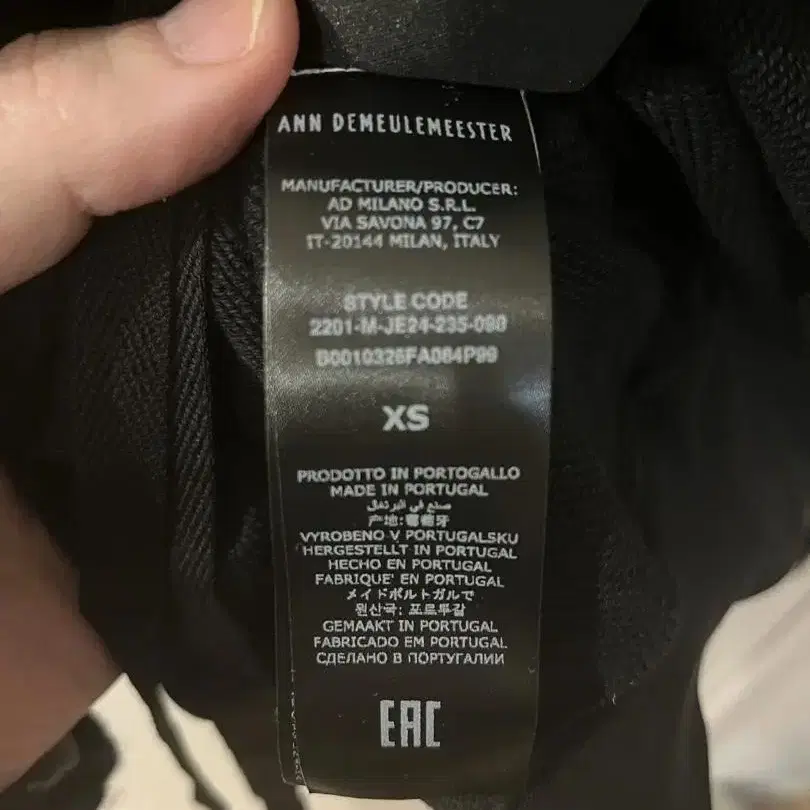 ANN DEMEULEMEESTER
MANUFACTURER/PRODUCER:
AD MILANO S.R.L.
VIA SAVONA 97, C7
IT-20144 MILAN, ITALY
STYLE CODE
2201-M-JE24-235-099
B0010326FA064P99
XS
PRODOTTO IN PORTOGALLO
MADE IN PORTUGAL
صنع في البرتغال
产地:葡萄牙
VYROBENO V PORTUGALSKU
HERGESTELLT IN PORTUGAL
HECHO EN PORTUGAL
FABRIQUE' EN PORTUGAL
メイドポルトガルで
원산국: 포르투갈
GEMAAKT IN PORTUGAL
FABRICADO EM PORTUGAL
СДЕЛАНО В ПОРТУГАЛИИ
EAC